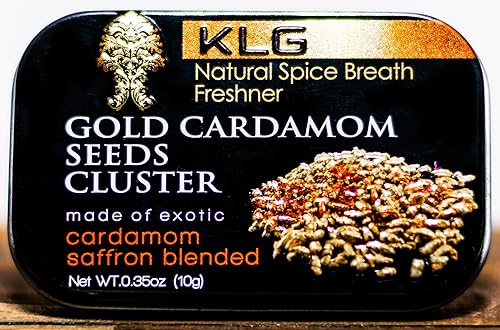 KLG
Natural Spice Breath
Freshner
GOLD CARDAMOM
SEEDS
CLUSTER
made of exotic
cardamom
saffron blended
Net WT.0.35oz (10g)